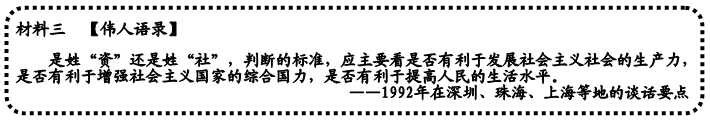 材料三 【伟人语录】
是姓“资”还是姓“社”，判断的标准，应主要看是否有利于发展社会主义社会的生产力，
是否有利于增强社会主义国家的综合国力，是否有利于提高人民的生活水平。
——1992年在深圳、珠海、上海等地的谈话要点